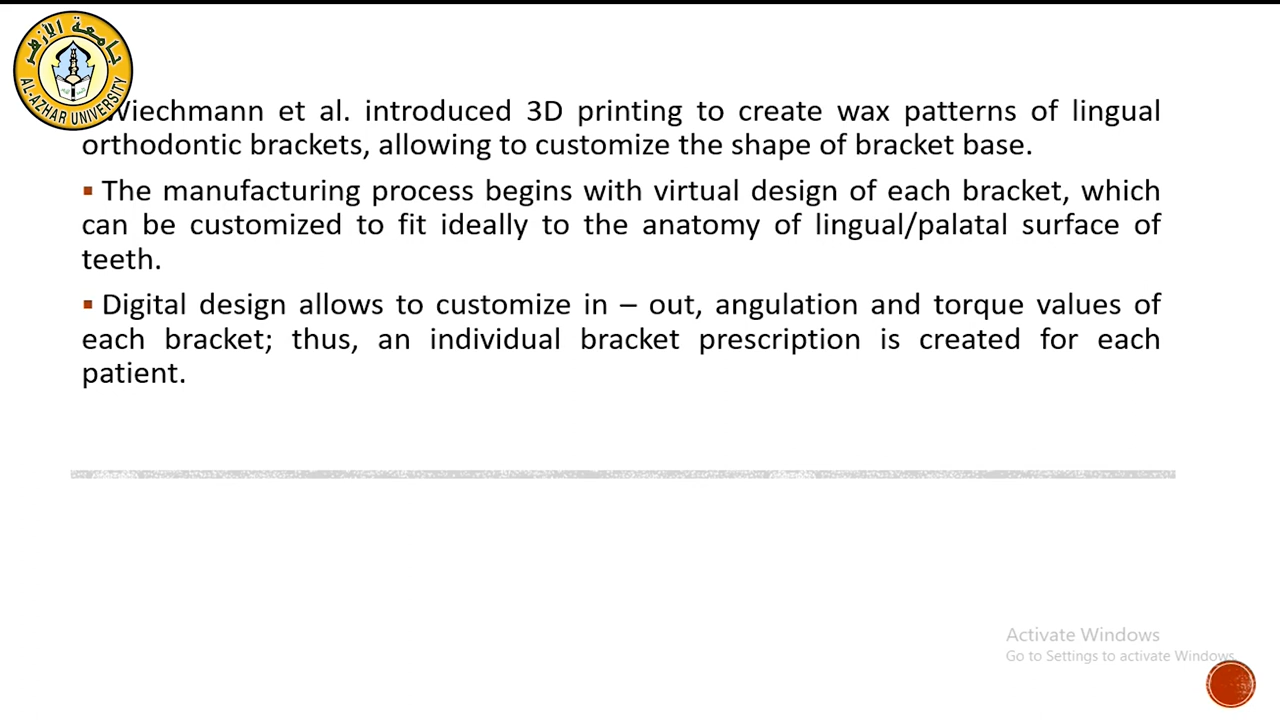 جامعة الأزهر
AL-AZHAR UNIVERSITY
Wiechmann et al. introduced 3D printing to create wax patterns of lingual
orthodontic brackets, allowing to customize the shape of bracket base.
▪ The manufacturing process begins with virtual design of each bracket, which
can be customized to fit ideally to the anatomy of lingual/palatal surface of
teeth.
▪ Digital design allows to customize in – out, angulation and torque values of
each bracket; thus, an individual bracket prescription is created for each
patient.
Activate Windows
Go to Settings to activate Windows.